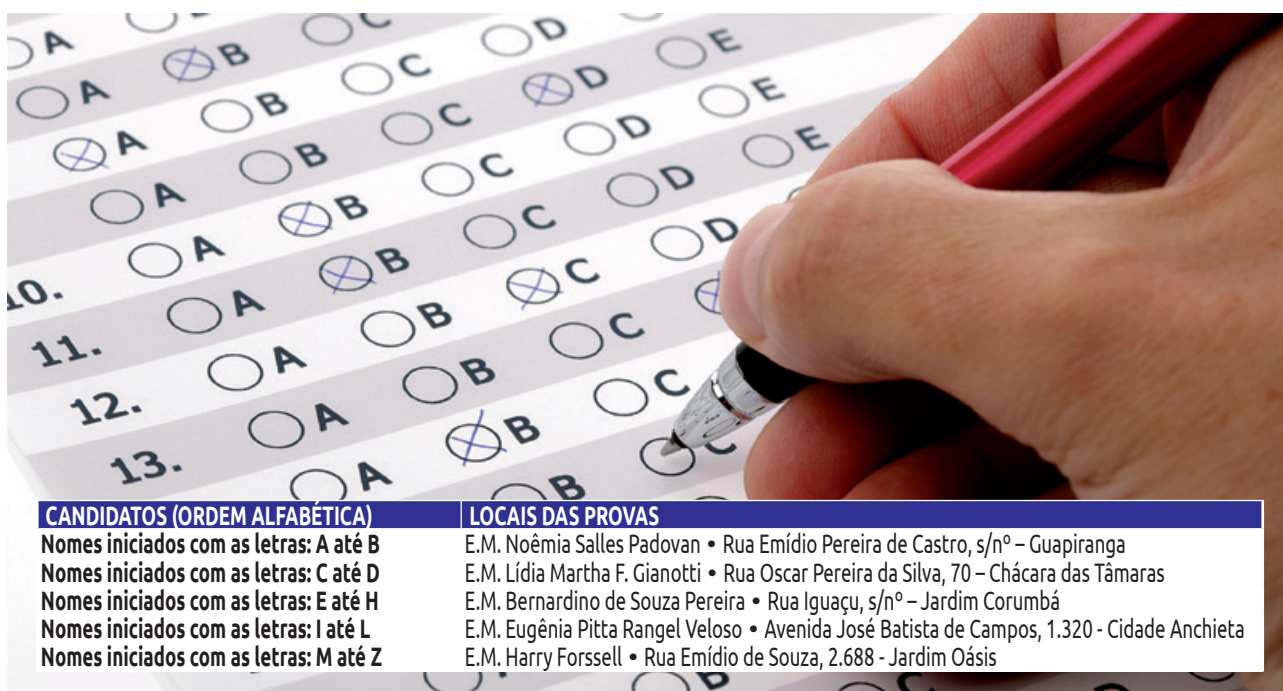 A
A B C
A B C D
A B C D E
10. A B C D E
11. A B C D E
12. A B C D
13. A B C
A B C
B C
CANDIDATOS (ORDEM ALFABÉTICA) LOCAIS DAS PROVAS
Nomes iniciados com as letras: A até B E.M. Noêmia Salles Padovan • Rua Emídio Pereira de Castro, s/nº – Guapiranga
Nomes iniciados com as letras: C até D E.M. Lídia Martha F. Gianotti • Rua Oscar Pereira da Silva, 70 – Chácara das Tâmaras
Nomes iniciados com as letras: E até H E.M. Bernardino de Souza Pereira • Rua Iguaçu, s/nº – Jardim Corumbá
Nomes iniciados com as letras: I até L E.M. Eugênia Pitta Rangel Veloso • Avenida José Batista de Campos, 1.320 - Cidade Anchieta
Nomes iniciados com as letras: M até Z E.M. Harry Forssell • Rua Emídio de Souza, 2.688 - Jardim Oásis